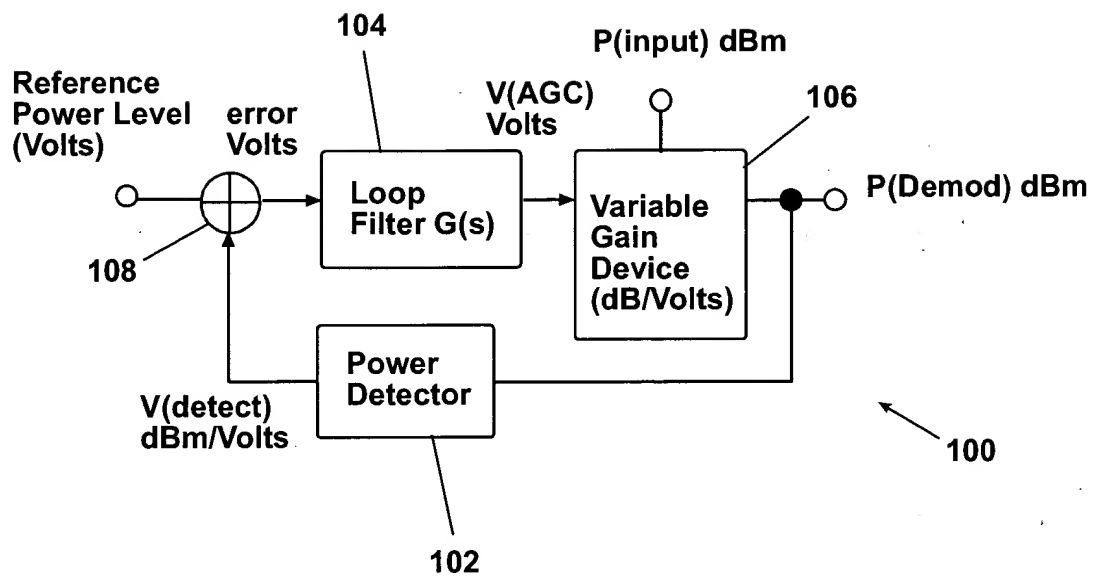 104
P(input) dBm
Reference
Power Level
(Volts)
error
Volts
V(AGC)
Volts
106
Loop
Filter G(s)
Variable
Gain
Device
(dB/Volts)
P(Demod) dBm
108
Power
Detector
V(detect)
dBm/Volts
100
102